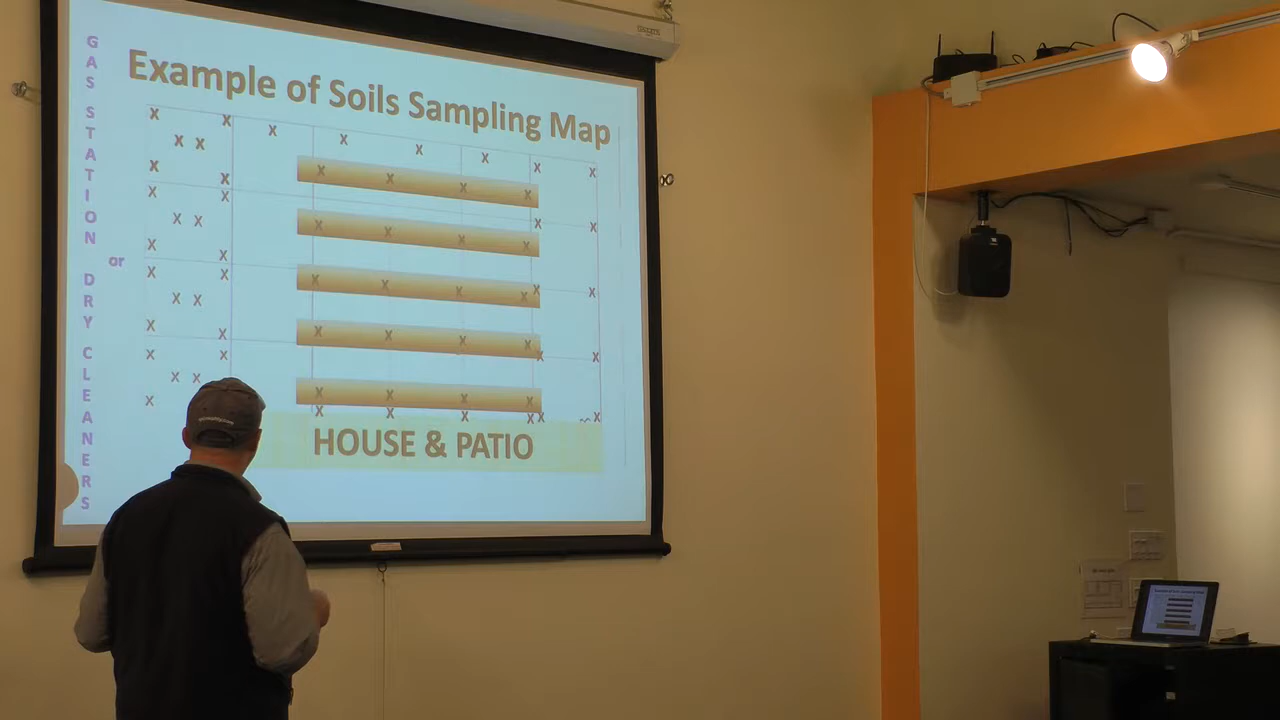 Example of Soils Sampling Map
GAS STATION or DRY CLEANERS
X X X X X X X X
X X
X X X X
X X
X X
X X
X X X X X X
X X
X X X X
X X
X X X X X X
X X
X X
X X X X X X
X X
X X
X X X X
X
X X X X X X
HOUSE & PATIO